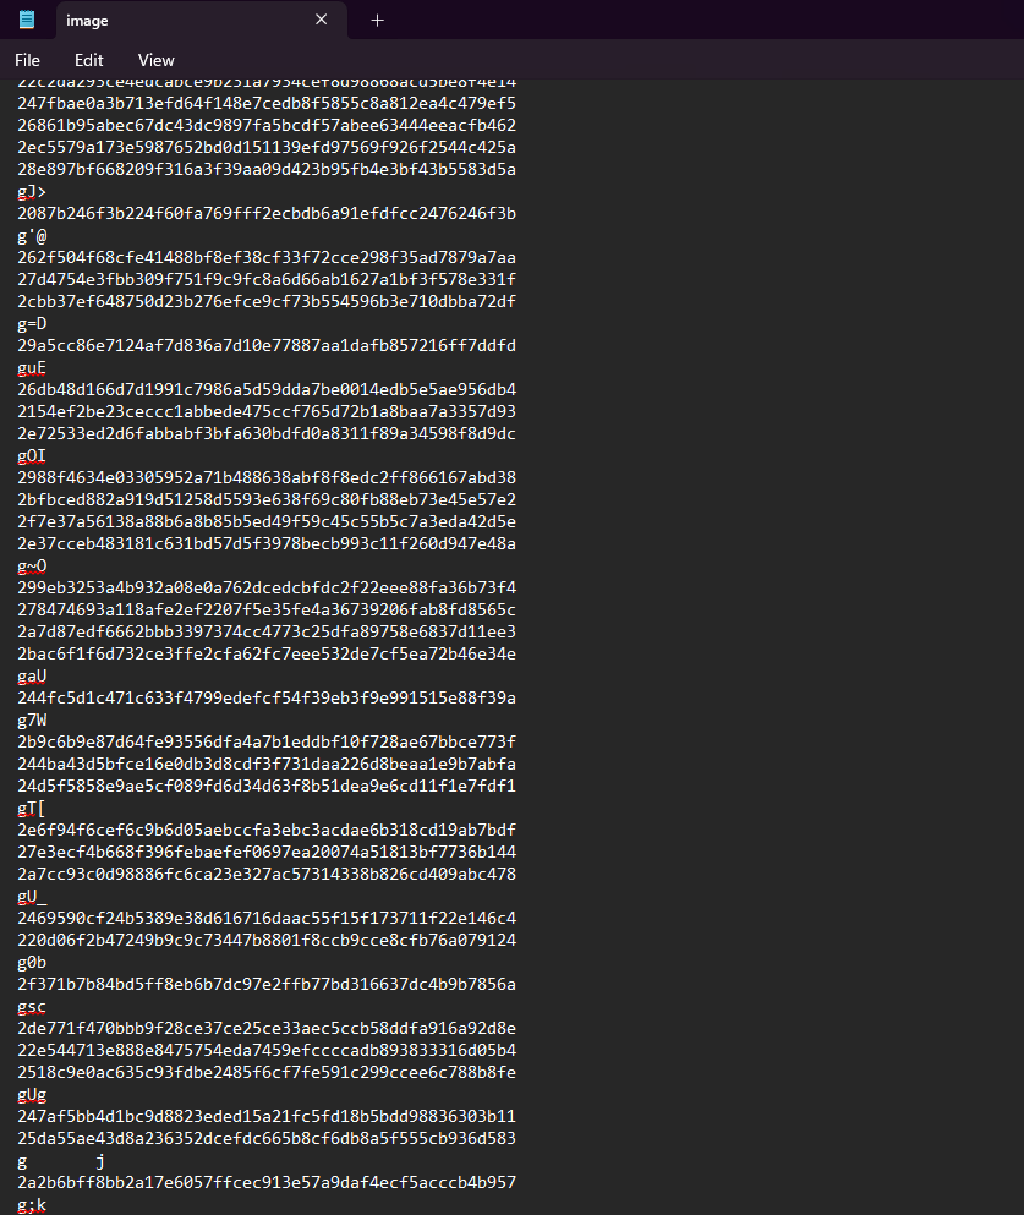 image
File Edit View
22c2da293ce4edcabce9b231a7954cef8d98868acd5be8f4e14
247fbae0a3b713efd64f148e7cedb8f5855c8a812ea4c479ef5
26861b95abec67dc43dc9897fa5bcdf57abee63444eeacfb462
2ec5579a173e5987652bd0d151139efd97569f926f2544c425a
28e897bf668209f316a3f39aa09d423b95fb4e3bf43b5583d5a
gJ>
2087b246f3b224f60fa769fff2ecbdb6a91efdfcc2476246f3b
g'@
262f504f68cfe41488bf8ef38cf33f72cce298f35ad7879a7aa
27d4754e3fbb309f751f9c9fc8a6d66ab1627a1bf3f578e331f
2cbb37ef648750d23b276efce9cf73b554596b3e710dbba72df
g=D
29a5cc86e7124af7d836a7d10e77887aa1dafb857216ff7ddfd
guE
26db48d166d7d1991c7986a5d59dda7be0014edb5e5ae956db4
2154ef2be23ceccc1abbede475ccf765d72b1a8baa7a3357d93
2e72533ed2d6fabbabf3bfa630bdfd0a8311f89a34598f8d9dc
gOI
2988f4634e03305952a71b488638abf8f8edc2ff866167abd38
2bfbced882a919d51258d5593e638f69c80fb88eb73e45e57e2
2f7e37a56138a88b6a8b85b5ed49f59c45c55b5c7a3eda42d5e
2e37cceb483181c631bd57d5f3978becb993c11f260d947e48a
g~O
299eb3253a4b932a08e0a762dcedcbfdc2f22eee88fa36b73f4
278474693a118afe2ef2207f5e35fe4a36739206fab8fd8565c
2a7d87edf6662bbb3397374cc4773c25dfa89758e6837d11ee3
2bac6f1f6d732ce3ffe2cfa62fc7eee532de7cf5ea72b46e34e
gaU
244fc5d1c471c633f4799edefcf54f39eb3f9e991515e88f39a
g7W
2b9c6b9e87d64fe93556dfa4a7b1eddbf10f728ae67bbce773f
244ba43d5bfce16e0db3d8cdf3f731daa226d8beaa1e9b7abfa
24d5f5858e9ae5cf089fd6d34d63f8b51dea9e6cd11f1e7fdf1
gT[
2e6f94f6cef6c9b6d05aebccfa3ebc3acdae6b318cd19ab7bdf
27e3ecf4b668f396febaefef0697ea20074a51813bf7736b144
2a7cc93c0d98886fc6ca23e327ac57314338b826cd409abc478
gU_
2469590cf24b5389e38d616716daac55f15f173711f22e146c4
220d06f2b47249b9c9c73447b8801f8ccb9cce8cfb76a079124
g0b
2f371b7b84bd5ff8eb6b7dc97e2ffb77bd316637dc4b9b7856a
gsc
2de771f470bbb9f28ce37ce25ce33aec5ccb58ddfa916a92d8e
22e544713e888e8475754eda7459efccccadb893833316d05b4
2518c9e0ac635c93fdbe2485f6cf7fe591c299ccee6c788b8fe
gUg
247af5bb4d1bc9d8823eded15a21fc5fd18b5bdd98836303b11
25da55ae43d8a236352dcefdc665b8cf6db8a5f555cb936d583
g j
2a2b6bff8bb2a17e6057ffcec913e57a9daf4ecf5acccb4b957
g;k